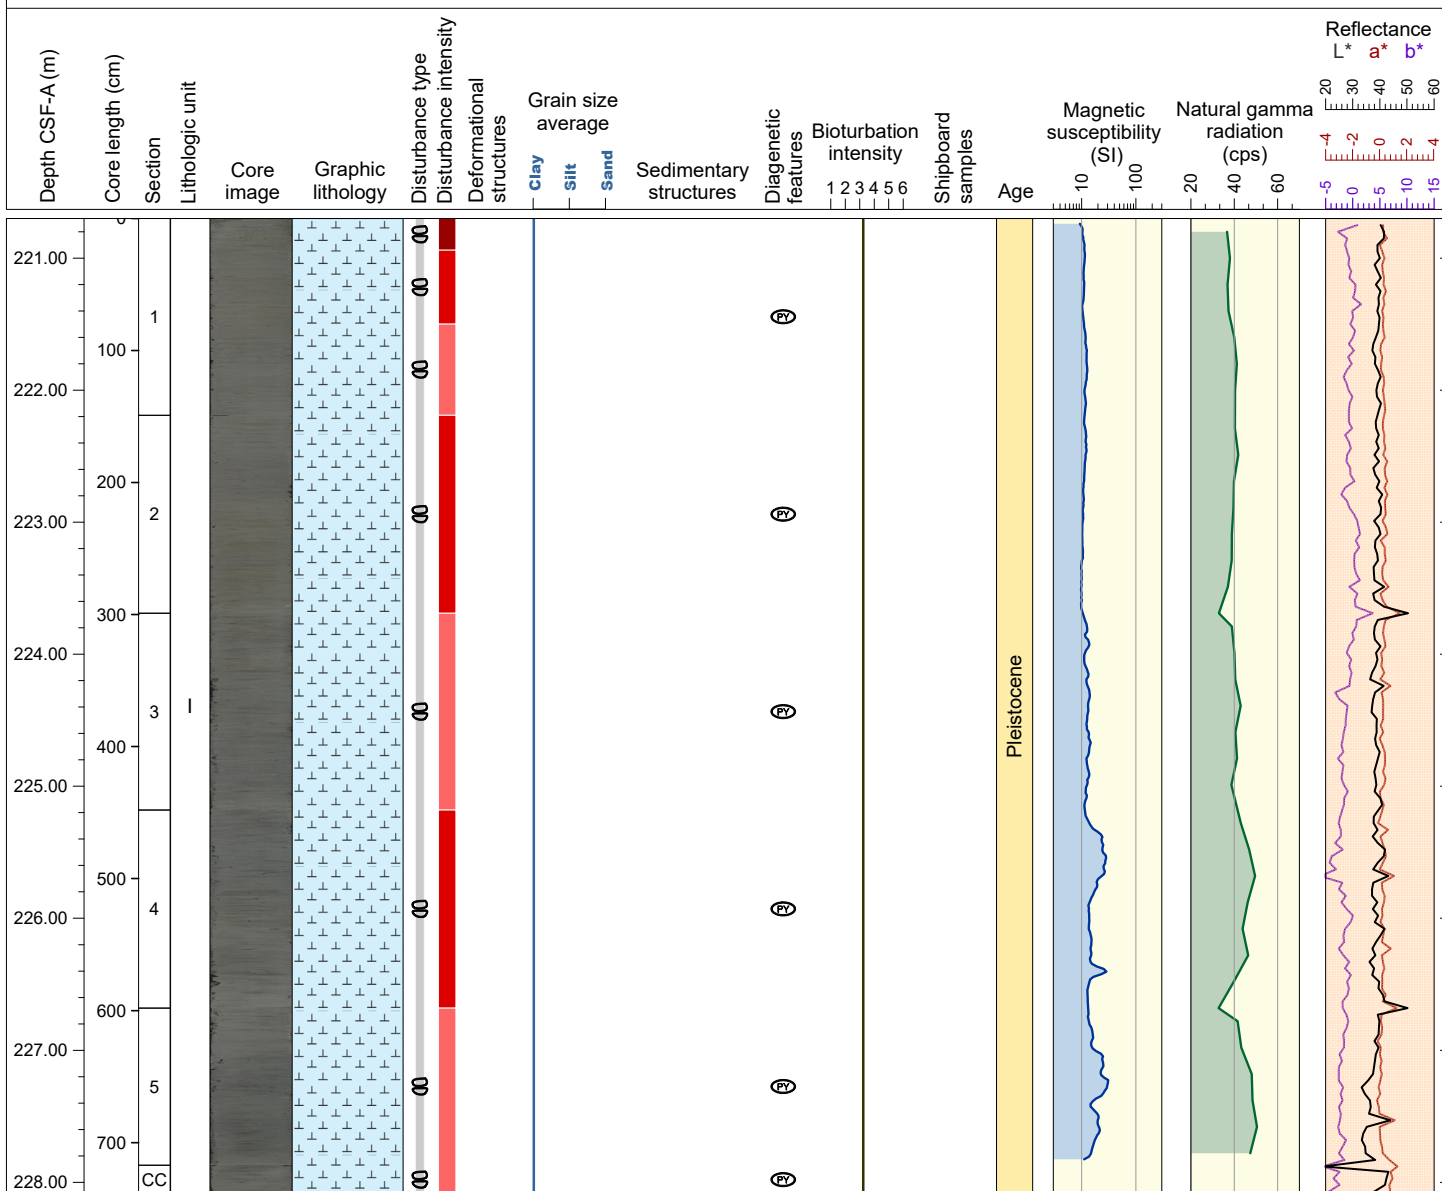 Depth CSF-A (m)
Core length (cm)
Section
Lithologic unit
Core
image
Graphic
lithology
Disturbance type
Disturbance intensity
Deformational
structures
Grain size
average
Clay
Silt
Sand
Sedimentary
structures
Diagenetic
features
Bioturbation
intensity
1 2 3 4 5 6
Shipboard
samples
Age
Magnetic
susceptibility
(SI)
10 100
Natural gamma
radiation
(cps)
20 40 60
Reflectance
L* a* b*
20 30 40 50 60
-4 -2 0 2 4
-5 0 5 10 15
0
221.00
1
PY
100
222.00
200
2
PY
223.00
300
224.00
Pleistocene
3
I
PY
400
225.00
500
4
PY
226.00
600
227.00
5
PY
700
CC
PY
228.00